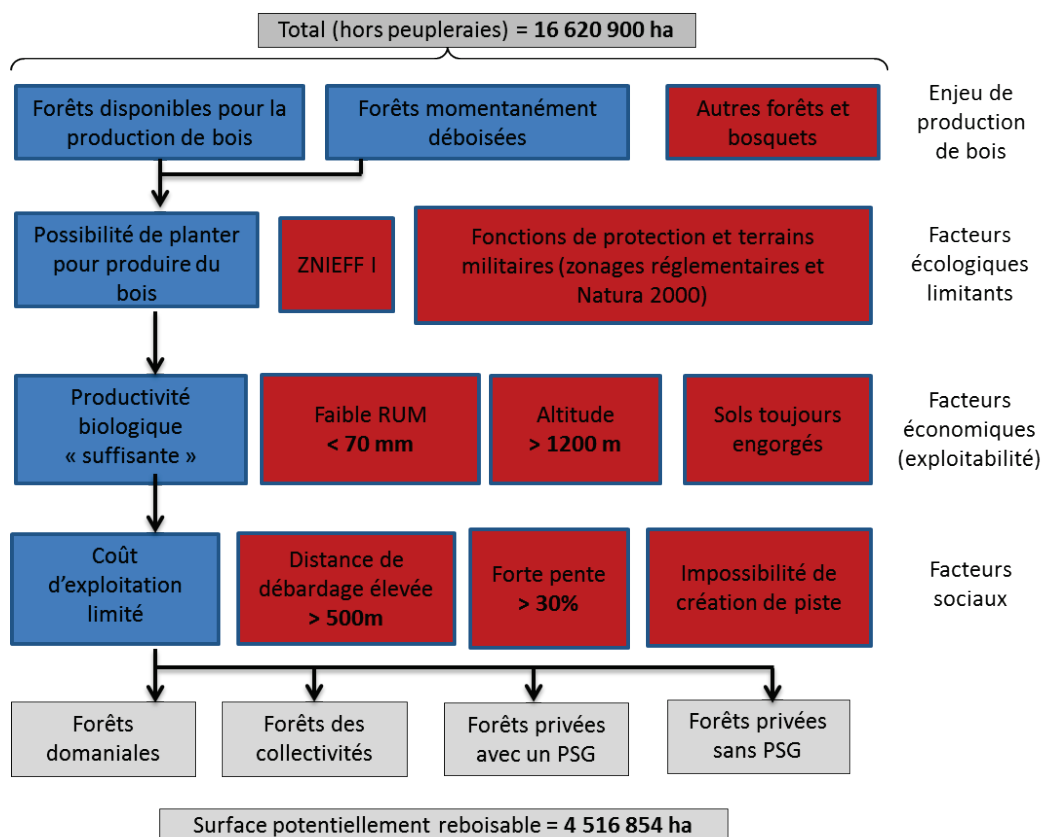 Total (hors peupleraies) = 16 620 900 ha
Forêts disponibles pour la
production de bois
Forêts momentanément
déboisées
Autres forêts et
bosquets
Enjeu de
production
de bois
Possibilité de planter
pour produire du
bois
ZNIEFF I
Fonctions de protection et terrains
militaires (zonages réglementaires et
Natura 2000)
Facteurs
écologiques
limitants
Productivité
biologique
« suffisante »
Faible RUM
< 70 mm
Altitude
> 1200 m
Sols toujours
engorgés
Facteurs
économiques
(exploitabilité)
Coût
d’exploitation
limité
Distance de
débardage élevée
> 500m
Forte pente
> 30%
Impossibilité de
création de piste
Facteurs
sociaux
Forêts
domaniales
Forêts des
collectivités
Forêts privées
avec un PSG
Forêts privées
sans PSG
Surface potentiellement reboisable = 4 516 854 ha